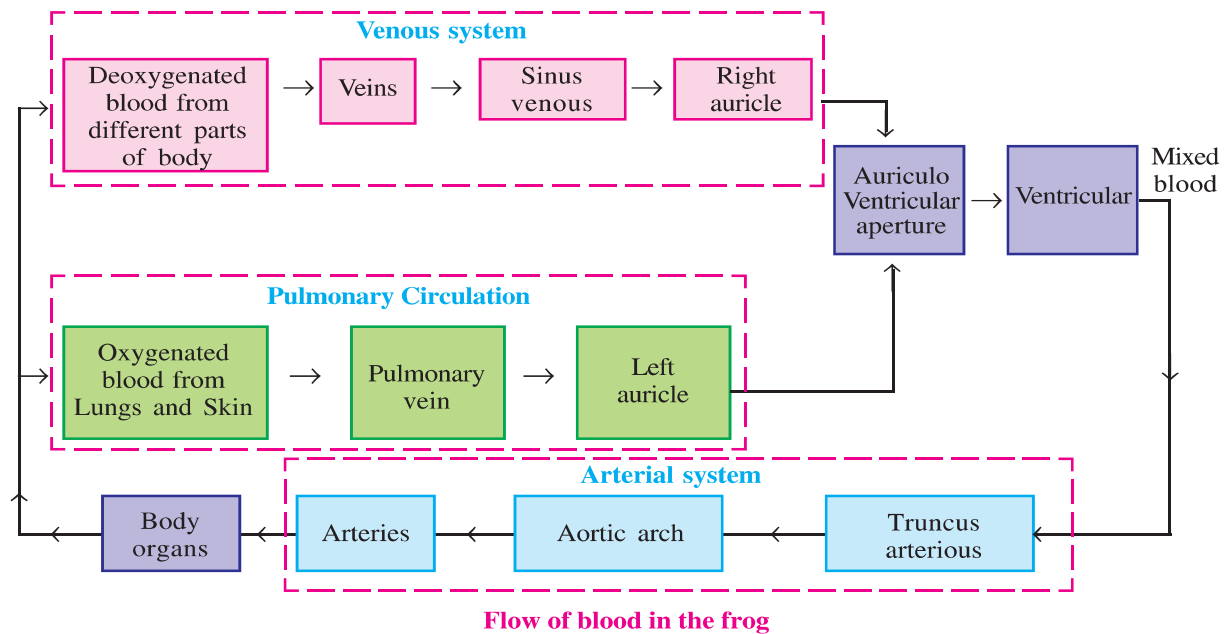 Venous system
Deoxygenated
blood from
different parts
of body
Veins
Sinus
venous
Right
auricle
Auriculo
Ventricular
aperture
Ventricular
Mixed
blood
Pulmonary Circulation
Oxygenated
blood from
Lungs and Skin
Pulmonary
vein
Left
auricle
Arterial system
Body
organs
Arteries
Aortic arch
Truncus
arterious
Flow of blood in the frog